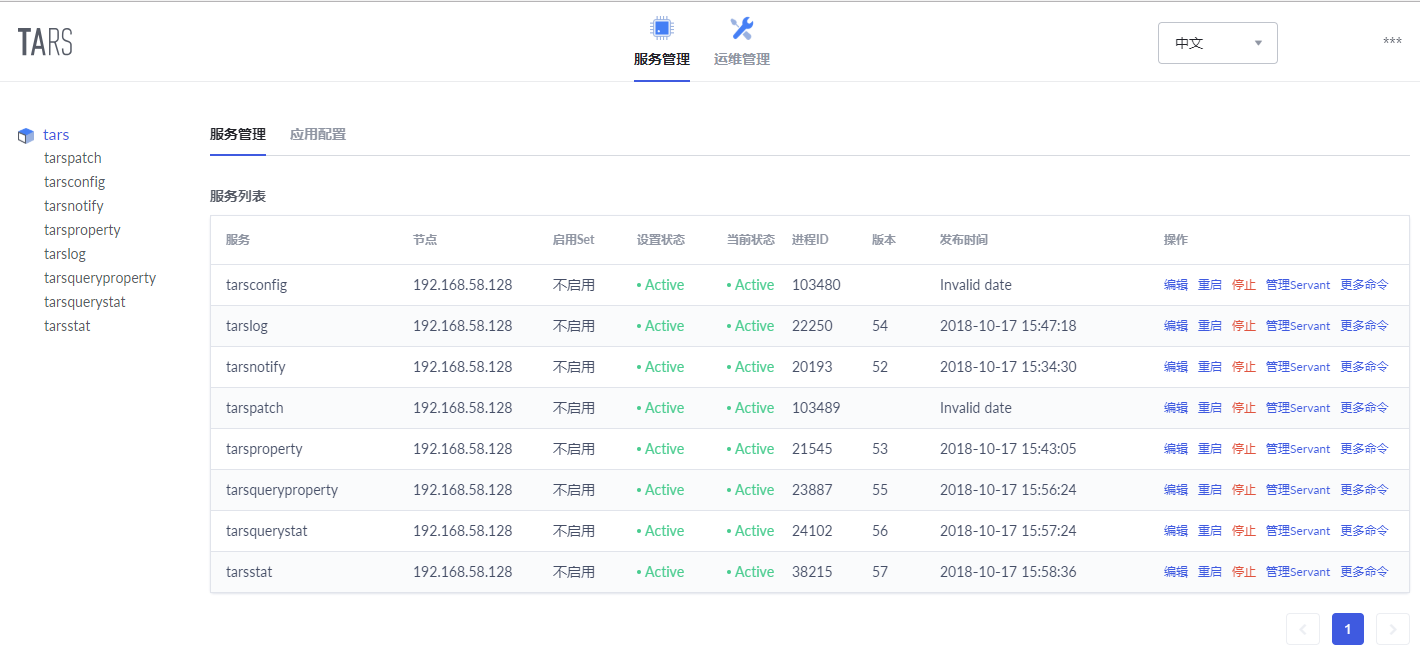 TARS
服务管理 运维管理
中文
***
tars
tarspatch
tarsconfig
tarsnotify
tarsproperty
tarslog
tarsqueryproperty
tarsquerystat
tarsstat
服务管理 应用配置
服务列表
服务 节点 启用Set 设置状态 当前状态 进程ID 版本 发布时间 操作
tarsconfig 192.168.58.128 不启用 • Active • Active 103480 Invalid date 编辑 重启 停止 管理Servant 更多命令
tarslog 192.168.58.128 不启用 • Active • Active 22250 54 2018-10-17 15:47:18 编辑 重启 停止 管理Servant 更多命令
tarsnotify 192.168.58.128 不启用 • Active • Active 20193 52 2018-10-17 15:34:30 编辑 重启 停止 管理Servant 更多命令
tarspatch 192.168.58.128 不启用 • Active • Active 103489 Invalid date 编辑 重启 停止 管理Servant 更多命令
tarsproperty 192.168.58.128 不启用 • Active • Active 21545 53 2018-10-17 15:43:05 编辑 重启 停止 管理Servant 更多命令
tarsqueryproperty 192.168.58.128 不启用 • Active • Active 23887 55 2018-10-17 15:56:24 编辑 重启 停止 管理Servant 更多命令
tarsquerystat 192.168.58.128 不启用 • Active • Active 24102 56 2018-10-17 15:57:24 编辑 重启 停止 管理Servant 更多命令
tarsstat 192.168.58.128 不启用 • Active • Active 38215 57 2018-10-17 15:58:36 编辑 重启 停止 管理Servant 更多命令
1